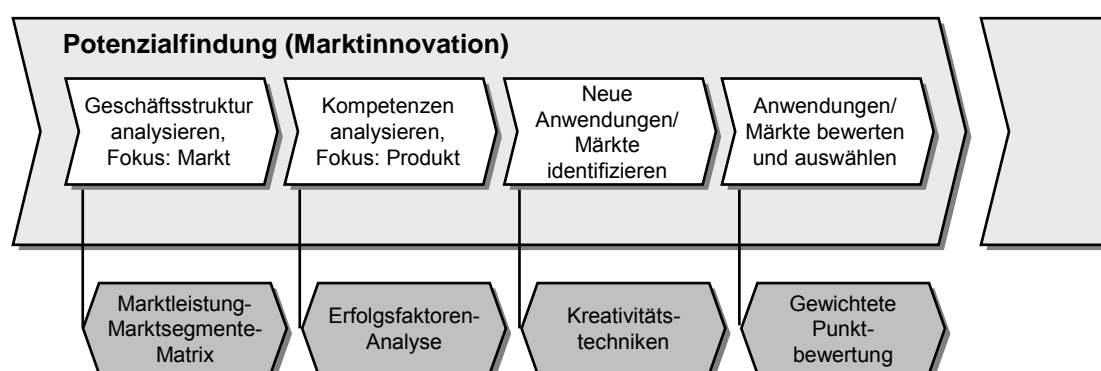 Potenzialfindung (Marktinnovation)
Geschäftsstruktur
analysieren,
Fokus: Markt
Kompetenzen
analysieren,
Fokus: Produkt
Neue
Anwendungen/
Märkte
identifizieren
Anwendungen/
Märkte bewerten
und auswählen
Marktleistung-
Marktsegmente-
Matrix
Erfolgsfaktoren-
Analyse
Kreativitäts-
techniken
Gewichtete
Punkt-
bewertung